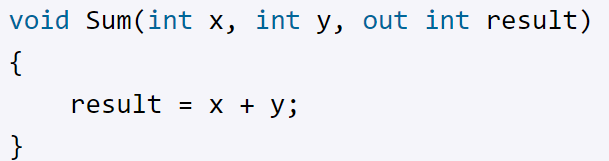 void Sum(int x, int y, out int result)
{
    result = x + y;
}